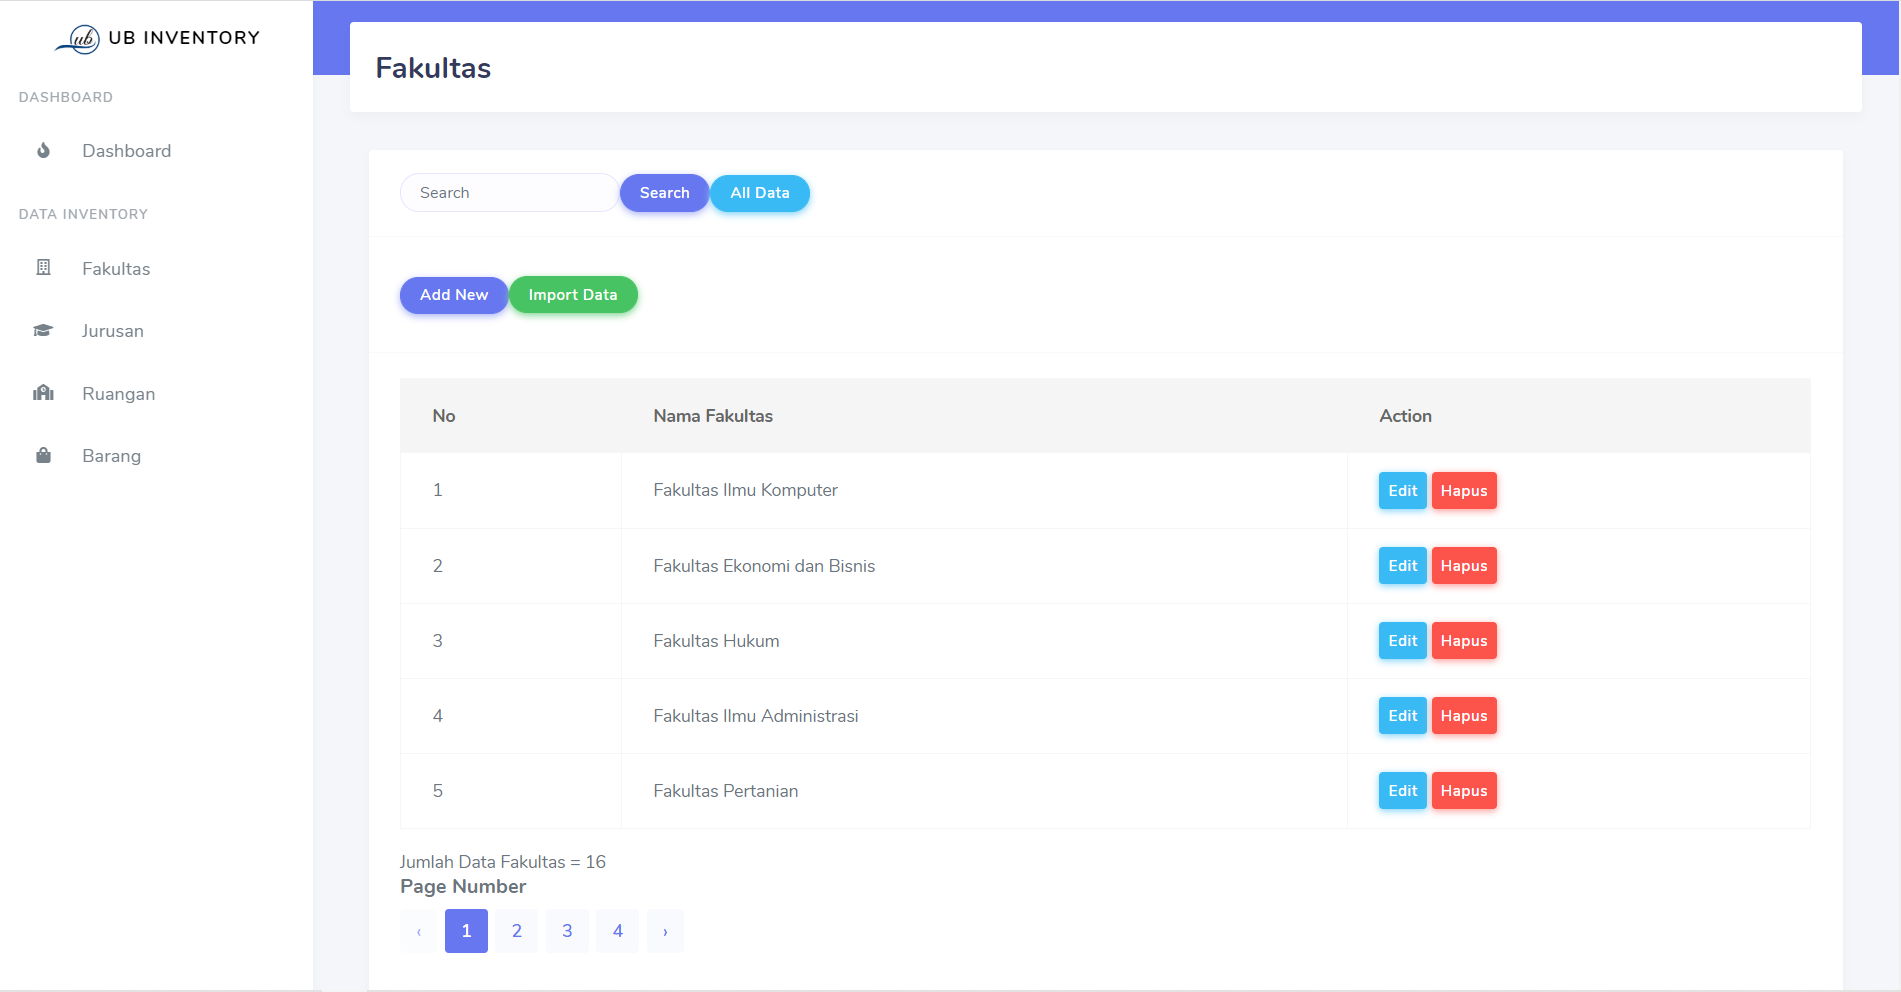 ub UB INVENTORY
DASHBOARD
Dashboard
DATA INVENTORY
Fakultas
Jurusan
Ruangan
Barang
Fakultas
Search Search All Data
Add New Import Data
No Nama Fakultas Action
1 Fakultas Ilmu Komputer Edit Hapus
2 Fakultas Ekonomi dan Bisnis Edit Hapus
3 Fakultas Hukum Edit Hapus
4 Fakultas Ilmu Administrasi Edit Hapus
5 Fakultas Pertanian Edit Hapus
Jumlah Data Fakultas = 16
Page Number
‹ 1 2 3 4 ›